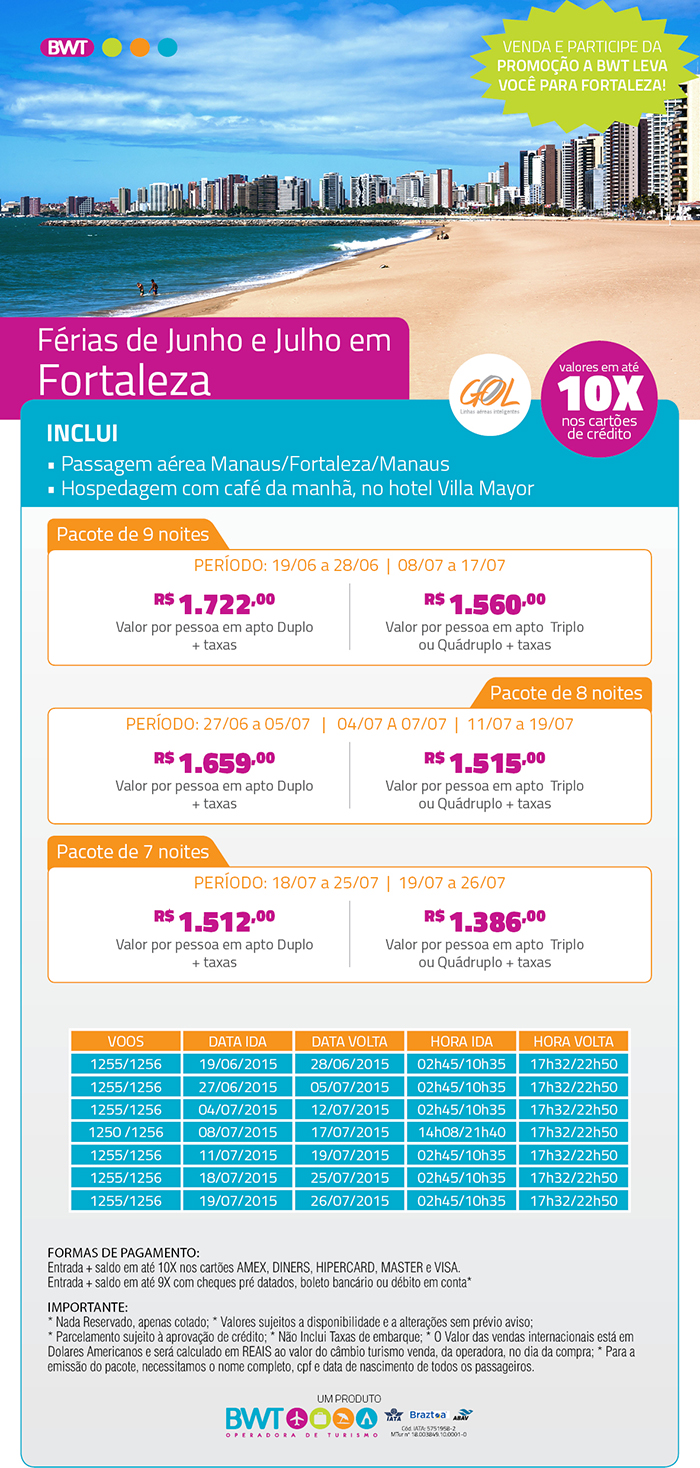 BWT
VENDA E PARTICIPE DA
PROMOÇÃO A BWT LEVA
VOCÊ PARA FORTALEZA!
Férias de Junho e Julho em
Fortaleza
GOL
Linhas aéreas inteligentes
valores em até
10X
nos cartões
de crédito
INCLUI
• Passagem aérea Manaus/Fortaleza/Manaus
• Hospedagem com café da manhã, no hotel Villa Mayor
Pacote de 9 noites
PERÍODO: 19/06 a 28/06 | 08/07 a 17/07
R$ 1.722,00 R$ 1.560,00
Valor por pessoa em apto Duplo Valor por pessoa em apto Triplo
+ taxas ou Quádruplo + taxas
Pacote de 8 noites
PERÍODO: 27/06 a 05/07 | 04/07 A 07/07 | 11/07 a 19/07
R$ 1.659,00 R$ 1.515,00
Valor por pessoa em apto Duplo Valor por pessoa em apto Triplo
+ taxas ou Quádruplo + taxas
Pacote de 7 noites
PERÍODO: 18/07 a 25/07 | 19/07 a 26/07
R$ 1.512,00 R$ 1.386,00
Valor por pessoa em apto Duplo Valor por pessoa em apto Triplo
+ taxas ou Quádruplo + taxas
VOOS DATA IDA DATA VOLTA HORA IDA HORA VOLTA
1255/1256 19/06/2015 28/06/2015 02h45/10h35 17h32/22h50
1255/1256 27/06/2015 05/07/2015 02h45/10h35 17h32/22h50
1255/1256 04/07/2015 12/07/2015 02h45/10h35 17h32/22h50
1250 /1256 08/07/2015 17/07/2015 14h08/21h40 17h32/22h50
1255/1256 11/07/2015 19/07/2015 02h45/10h35 17h32/22h50
1255/1256 18/07/2015 25/07/2015 02h45/10h35 17h32/22h50
1255/1256 19/07/2015 26/07/2015 02h45/10h35 17h32/22h50
FORMAS DE PAGAMENTO:
Entrada + saldo em até 10X nos cartões AMEX, DINERS, HIPERCARD, MASTER e VISA.
Entrada + saldo em até 9X com cheques pré datados, boleto bancário ou débito em conta*
IMPORTANTE:
* Nada Reservado, apenas cotado; * Valores sujeitos a disponibilidade e a alterações sem prévio aviso;
* Parcelamento sujeito à aprovação de crédito; * Não Inclui Taxas de embarque; * O Valor das vendas internacionais está em
Dolares Americanos e será calculado em REAIS ao valor do câmbio turismo venda, da operadora, no dia da compra; * Para a
emissão do pacote, necessitamos o nome completo, cpf e data de nascimento de todos os passageiros.
UM PRODUTO
BWT IATA Braztoa ABAV
OPERADORA DE TURISMO
Cód. IATA: 5751958-2
MTur nº 18.003849.10.0001-0